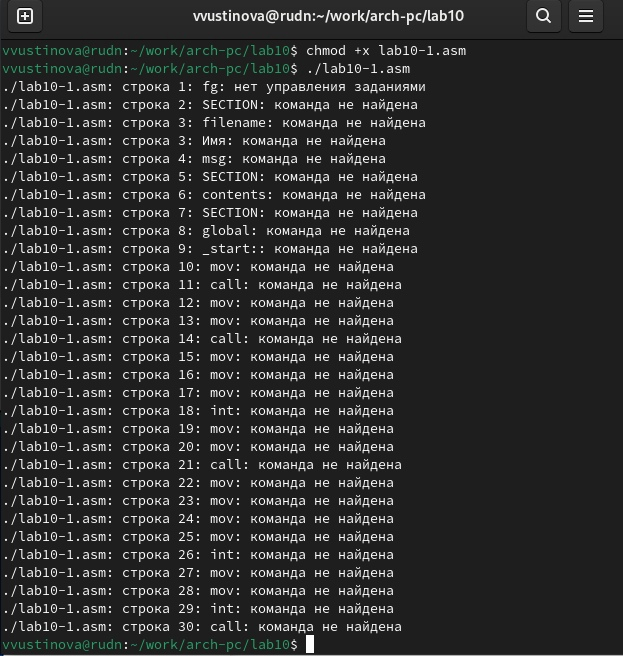 vvustinova@rudn:~/work/arch-pc/lab10
vvustinova@rudn:~/work/arch-pc/lab10$ chmod +x lab10-1.asm
vvustinova@rudn:~/work/arch-pc/lab10$ ./lab10-1.asm
./lab10-1.asm: строка 1: fg: нет управления заданиями
./lab10-1.asm: строка 2: SECTION: команда не найдена
./lab10-1.asm: строка 3: filename: команда не найдена
./lab10-1.asm: строка 3: Имя: команда не найдена
./lab10-1.asm: строка 4: msg: команда не найдена
./lab10-1.asm: строка 5: SECTION: команда не найдена
./lab10-1.asm: строка 6: contents: команда не найдена
./lab10-1.asm: строка 7: SECTION: команда не найдена
./lab10-1.asm: строка 8: global: команда не найдена
./lab10-1.asm: строка 9: _start:: команда не найдена
./lab10-1.asm: строка 10: mov: команда не найдена
./lab10-1.asm: строка 11: call: команда не найдена
./lab10-1.asm: строка 12: mov: команда не найдена
./lab10-1.asm: строка 13: mov: команда не найдена
./lab10-1.asm: строка 14: call: команда не найдена
./lab10-1.asm: строка 15: mov: команда не найдена
./lab10-1.asm: строка 16: mov: команда не найдена
./lab10-1.asm: строка 17: mov: команда не найдена
./lab10-1.asm: строка 18: int: команда не найдена
./lab10-1.asm: строка 19: mov: команда не найдена
./lab10-1.asm: строка 20: mov: команда не найдена
./lab10-1.asm: строка 21: call: команда не найдена
./lab10-1.asm: строка 22: mov: команда не найдена
./lab10-1.asm: строка 23: mov: команда не найдена
./lab10-1.asm: строка 24: mov: команда не найдена
./lab10-1.asm: строка 25: mov: команда не найдена
./lab10-1.asm: строка 26: int: команда не найдена
./lab10-1.asm: строка 27: mov: команда не найдена
./lab10-1.asm: строка 28: mov: команда не найдена
./lab10-1.asm: строка 29: int: команда не найдена
./lab10-1.asm: строка 30: call: команда не найдена
vvustinova@rudn:~/work/arch-pc/lab10$